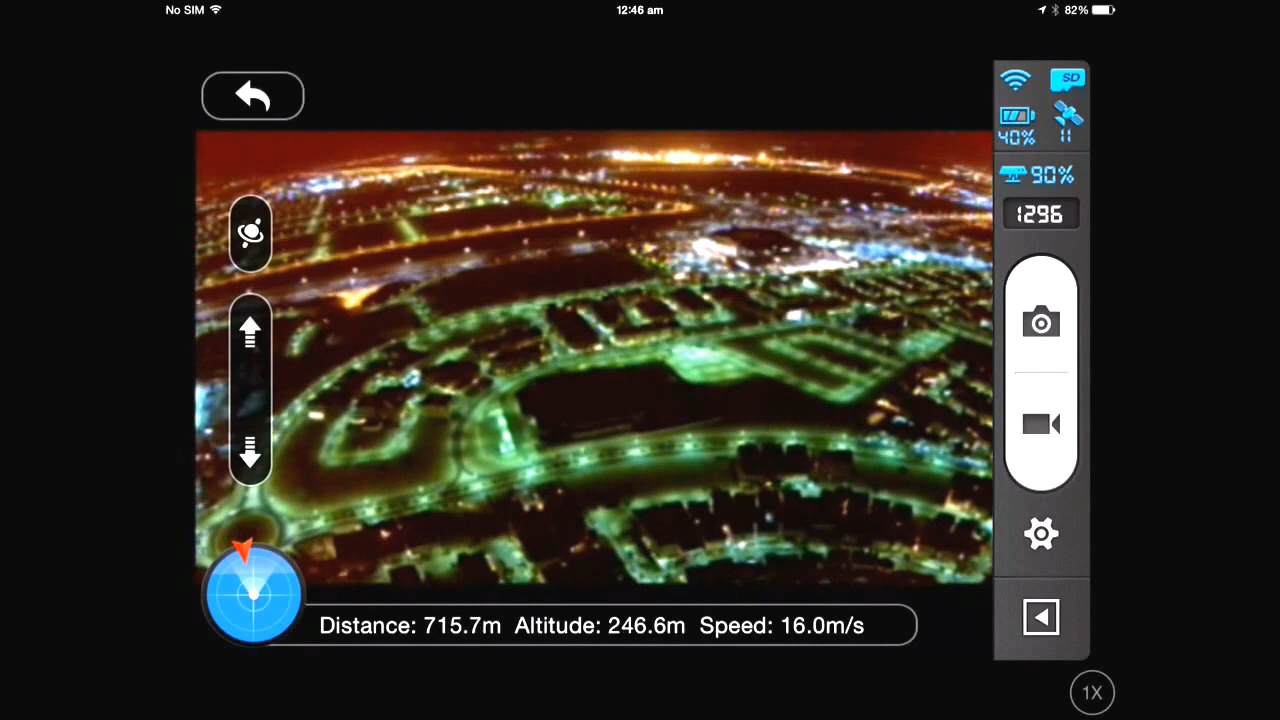 No SIM 12:46 am 82%
SD
40% 11
90%
1296
Distance: 715.7m Altitude: 246.6m Speed: 16.0m/s
1X